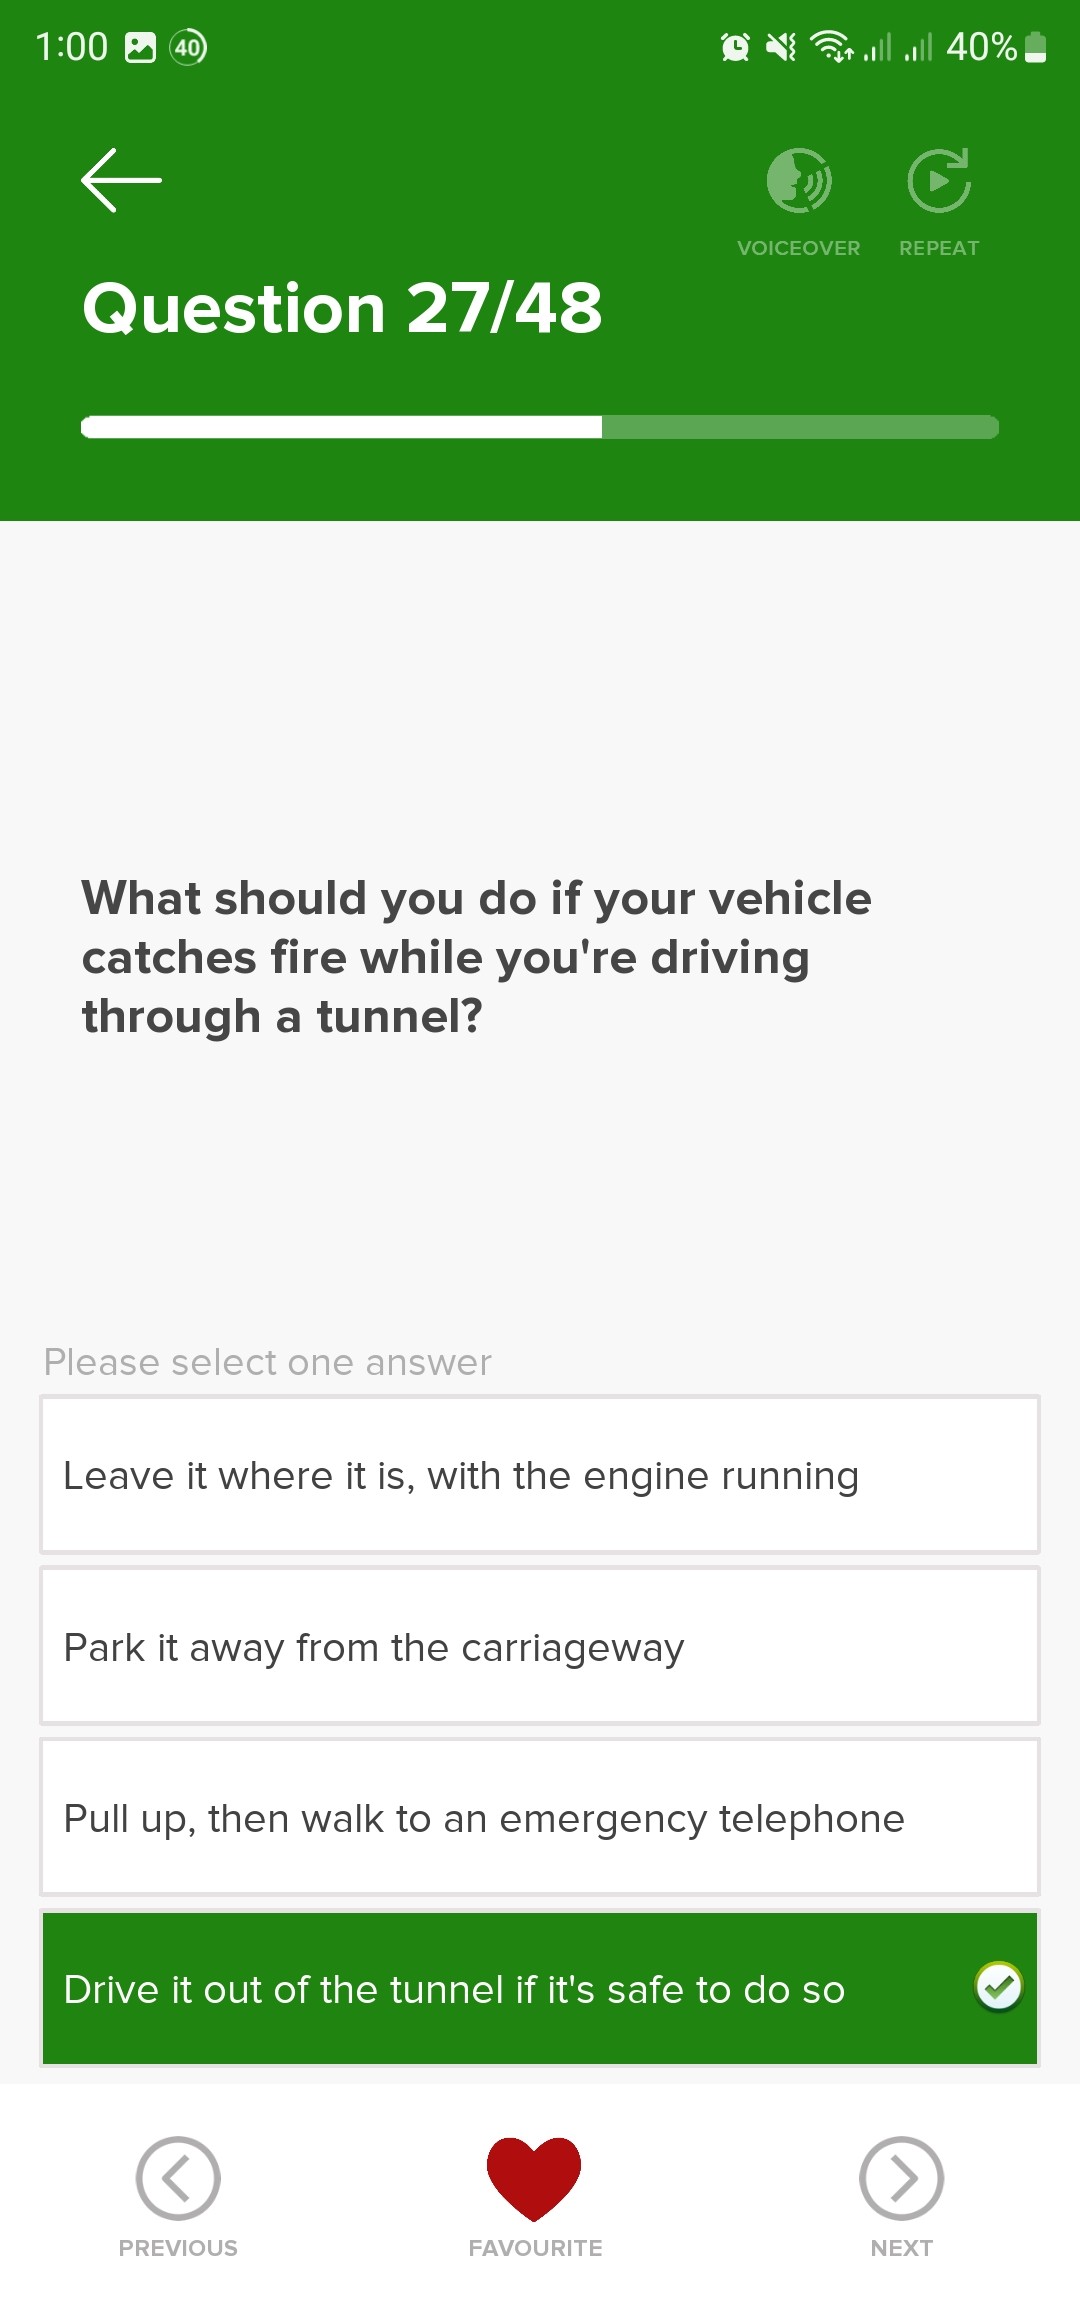 1:00 40 40%
VOICEOVER REPEAT
Question 27/48
What should you do if your vehicle
catches fire while you're driving
through a tunnel?
Please select one answer
Leave it where it is, with the engine running
Park it away from the carriageway
Pull up, then walk to an emergency telephone
Drive it out of the tunnel if it's safe to do so
PREVIOUS FAVOURITE NEXT